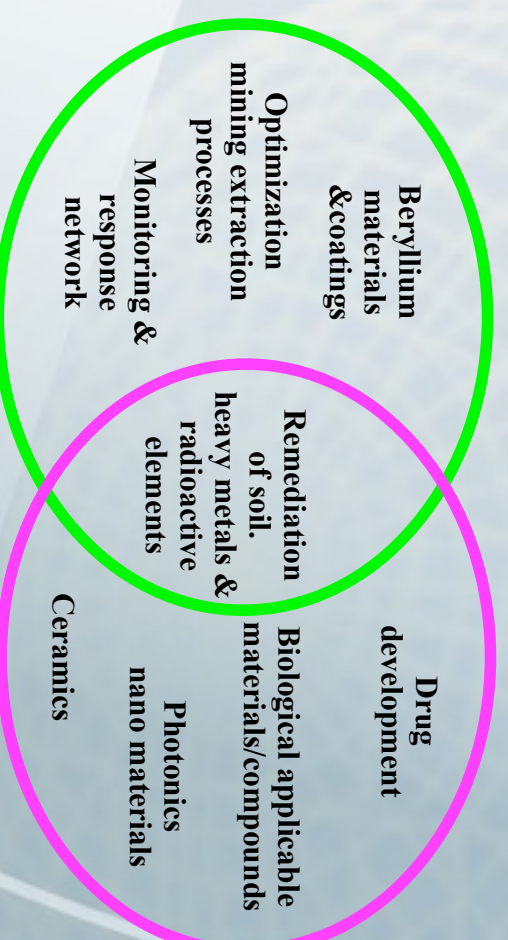 Beryllium
materials
&coatings
Optimization
mining extraction
processes
Monitoring &
response
network
Remediation
of soil.
heavy metals &
radioactive
elements
Drug
development
Biological applicable
materials/compounds
Photonics
nano materials
Ceramics